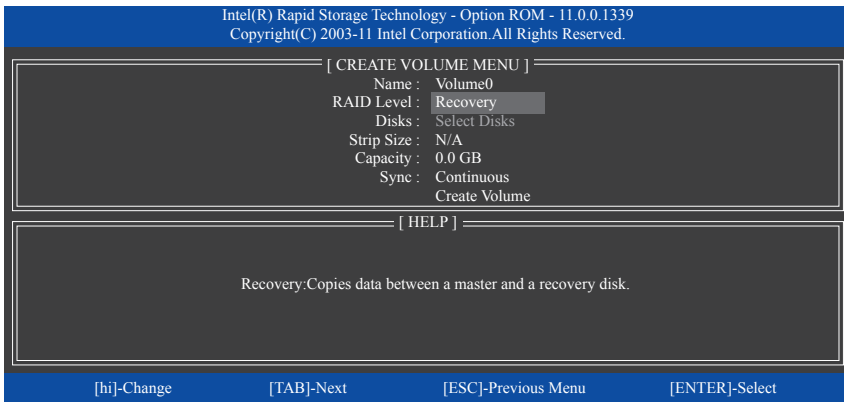 Intel(R) Rapid Storage Technology - Option ROM - 11.0.0.1339
Copyright(C) 2003-11 Intel Corporation.All Rights Reserved.
[ CREATE VOLUME MENU ]
Name : Volume0
RAID Level : Recovery
Disks : Select Disks
Strip Size : N/A
Capacity : 0.0 GB
Sync : Continuous
Create Volume
[ HELP ]
Recovery:Copies data between a master and a recovery disk.
[hi]-Change [TAB]-Next [ESC]-Previous Menu [ENTER]-Select